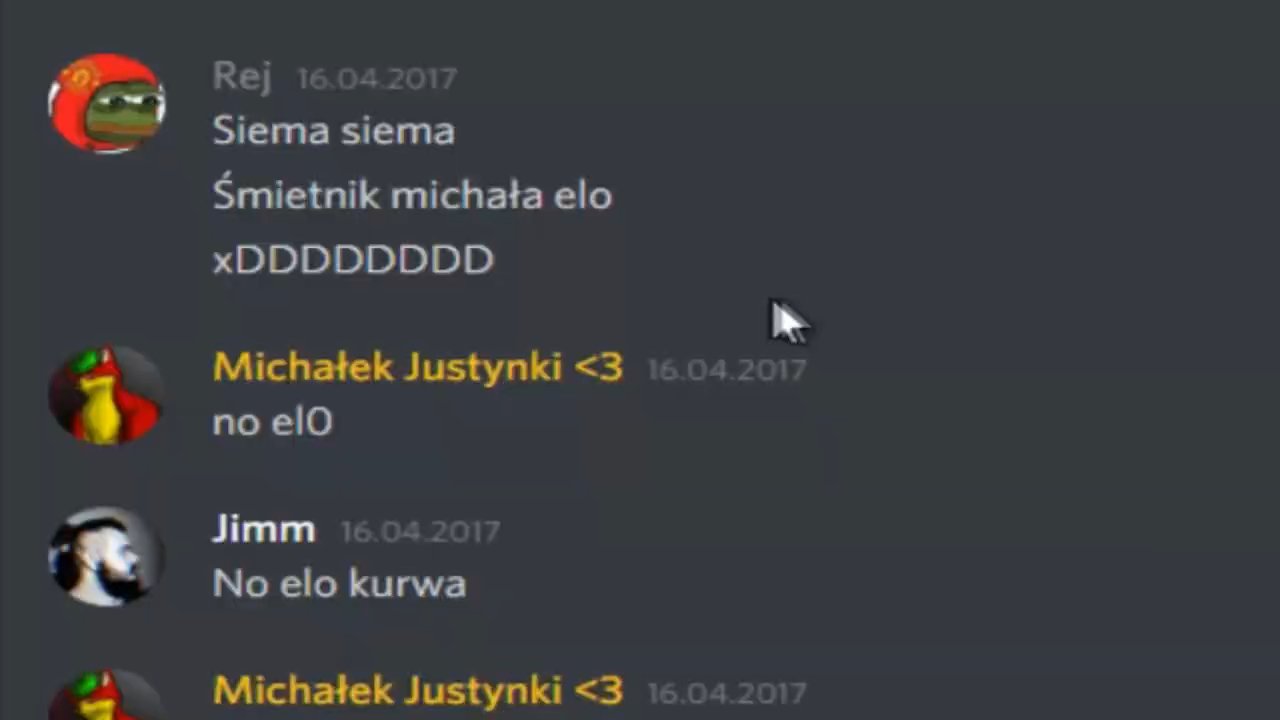 Rej 16.04.2017
Siema siema
Śmietnik michała elo
xDDDDDDDD
Michałek Justynki <3 16.04.2017
no el0
Jimm 16.04.2017
No elo kurwa
Michałek Justynki <3 16.04.2017